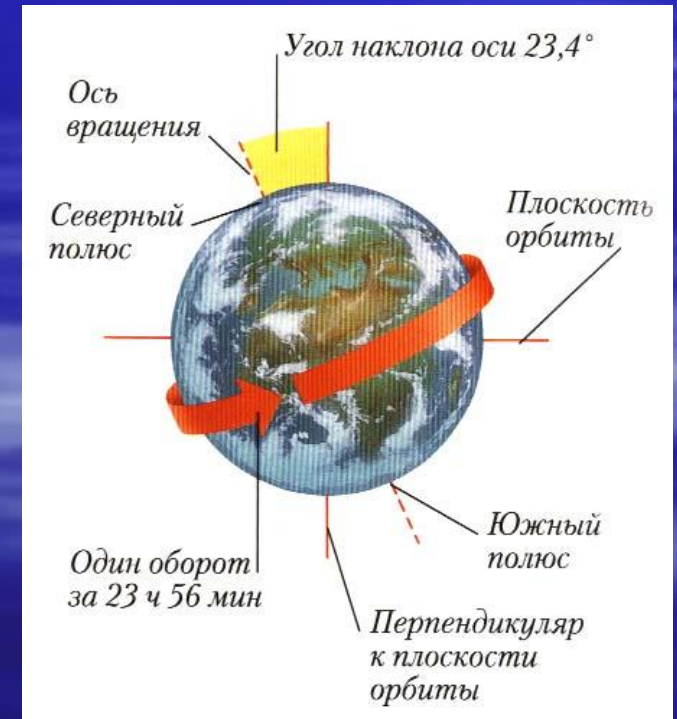 Угол наклона оси 23,4°
Ось
вращения
Северный
полюс
Плоскость
орбиты
Южный
полюс
Один оборот
за 23 ч 56 мин
Перпендикуляр
к плоскости
орбиты